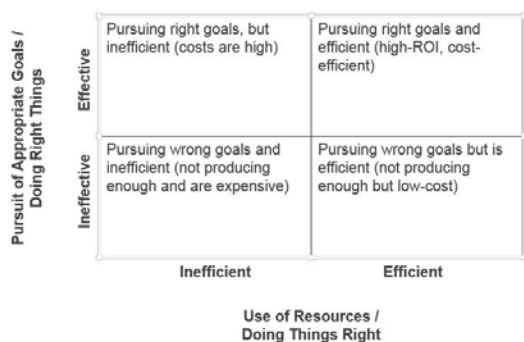 Pursuit of Appropriate Goals /
Doing Right Things
Effective
Pursuing right goals, but
inefficient (costs are high)
Pursuing right goals and
efficient (high-ROI, cost-
efficient)
Ineffective
Pursuing wrong goals and
inefficient (not producing
enough and are expensive)
Pursuing wrong goals but is
efficient (not producing
enough but low-cost)
Inefficient
Efficient
Use of Resources /
Doing Things Right